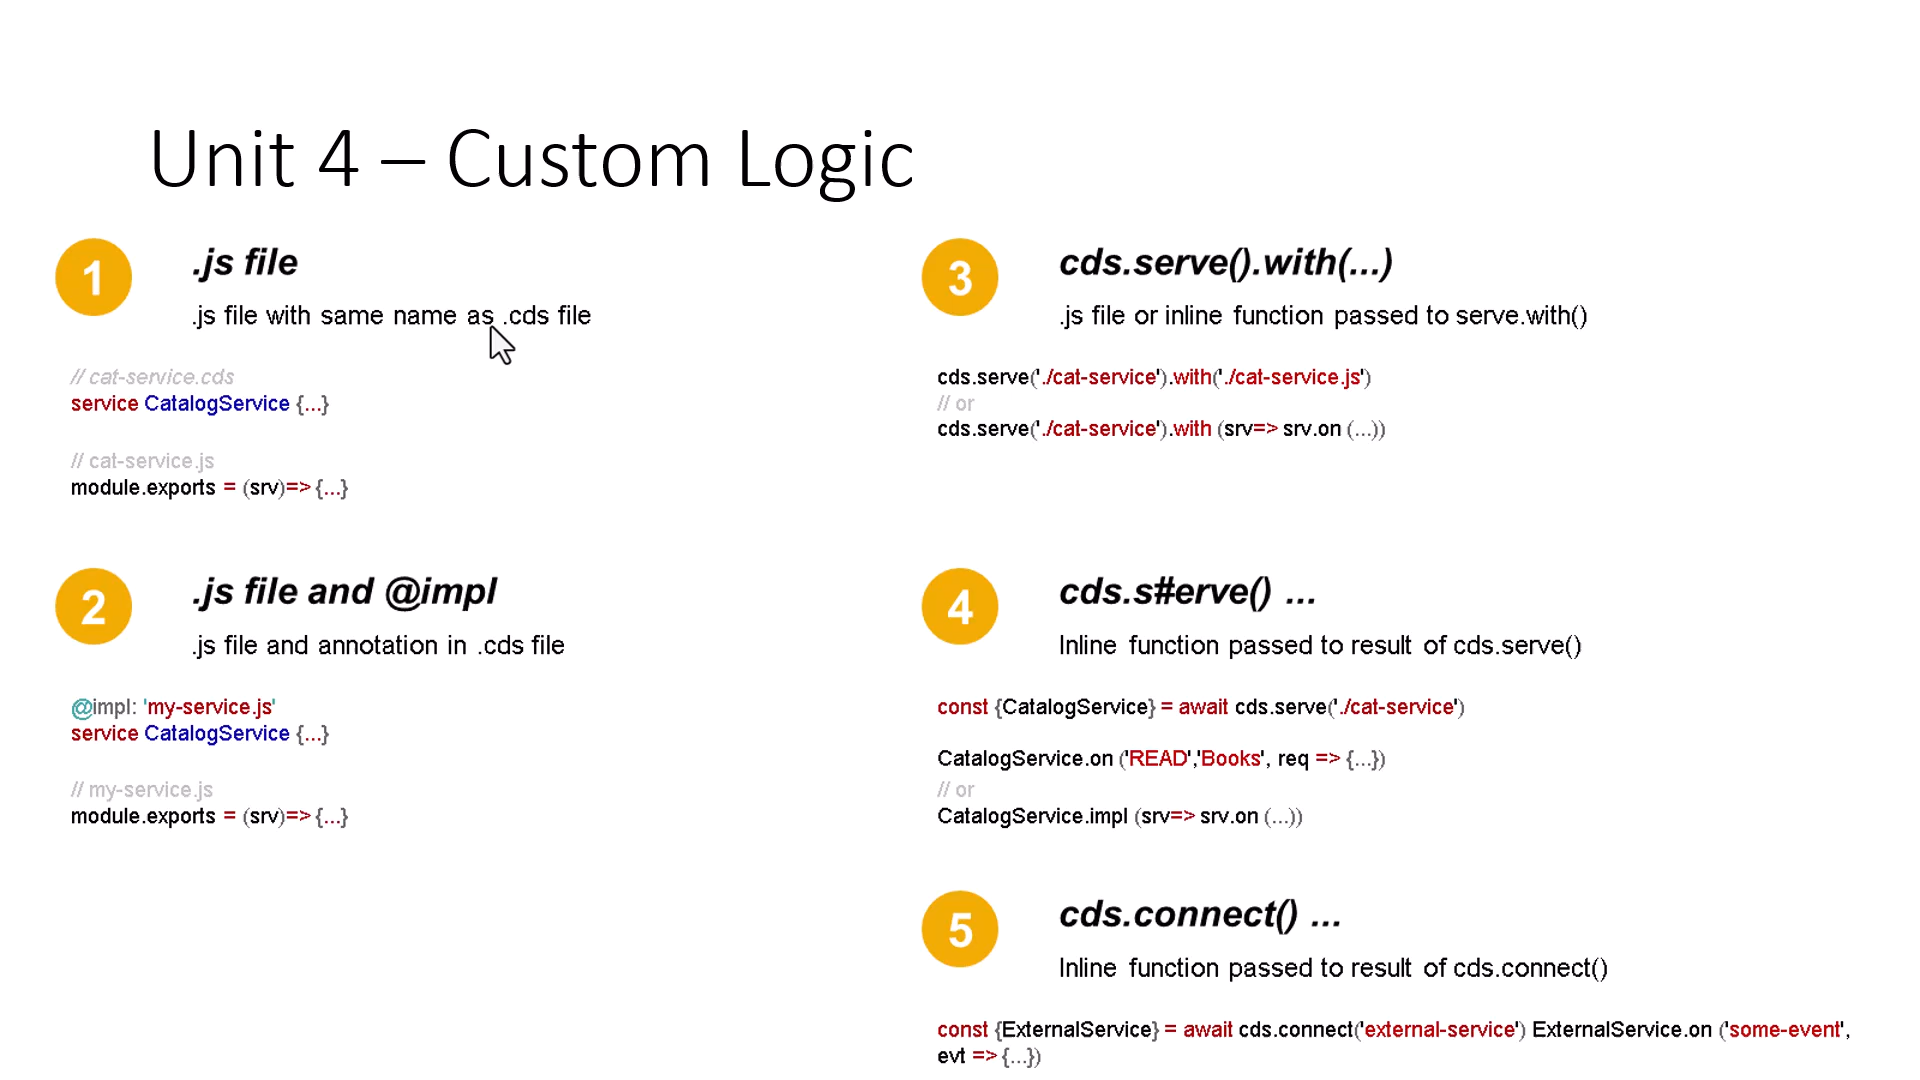 Unit 4 – Custom Logic
1
.js file
.js file with same name as .cds file
// cat-service.cds
service CatalogService {...}
// cat-service.js
module.exports = (srv)=> {...}
2
.js file and @impl
.js file and annotation in .cds file
@impl: 'my-service.js'
service CatalogService {...}
// my-service.js
module.exports = (srv)=> {...}
3
cds.serve().with(...)
.js file or inline function passed to serve.with()
cds.serve('./cat-service').with('./cat-service.js')
// or
cds.serve('./cat-service').with (srv=> srv.on (...))
4
cds.s#erve() ...
Inline function passed to result of cds.serve()
const {CatalogService} = await cds.serve('./cat-service')
CatalogService.on ('READ','Books', req => {...})
// or
CatalogService.impl (srv=> srv.on (...))
5
cds.connect() ...
Inline function passed to result of cds.connect()
const {ExternalService} = await cds.connect('external-service') ExternalService.on ('some-event',
evt => {...})